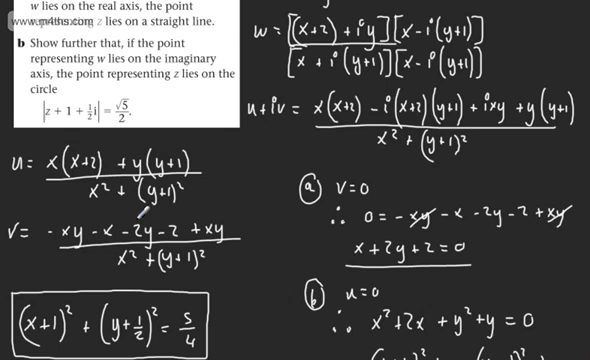 w lies on the real axis, the point
www.m4ths.com
z lies on a straight line.
b Show further that, if the point
representing w lies on the imaginary
axis, the point representing z lies on the
circle
|z + 1 + ½i| = √5/2.
u = x(x+2) + y(y+1) / x² + (y+1)²
v = -xy - x - 2y - 2 + xy / x² + (y+1)²
(x+1)² + (y+½)² = 5/4
w = [(x+2) + iy][x - i(y+1)] / [x + i(y+1)][x - i(y+1)]
u + iv = x(x+2) - i(x+2)(y+1) + ixy + y(y+1) / x² + (y+1)²
(a) v = 0
∴ 0 = -xy - x - 2y - 2 + xy
x + 2y + 2 = 0
(b) u = 0
∴ x² + 2x + y² + y = 0